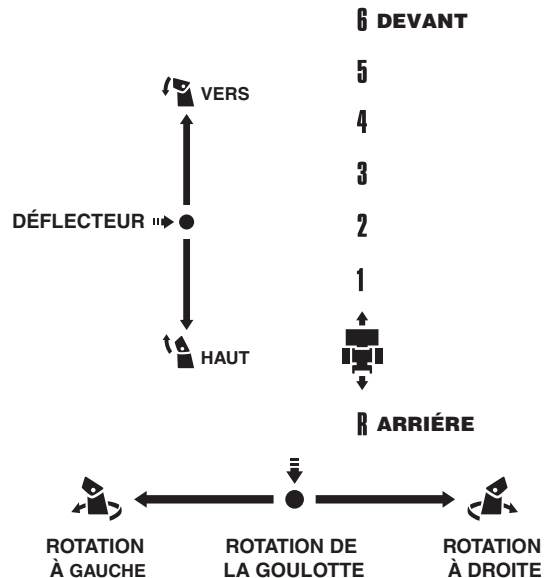 6 DEVANT
5
VERS
4
3
DÉFLECTEUR
2
1
HAUT
R ARRIÉRE
ROTATION
À GAUCHE
ROTATION DE
LA GOULOTTE
ROTATION
À DROITE